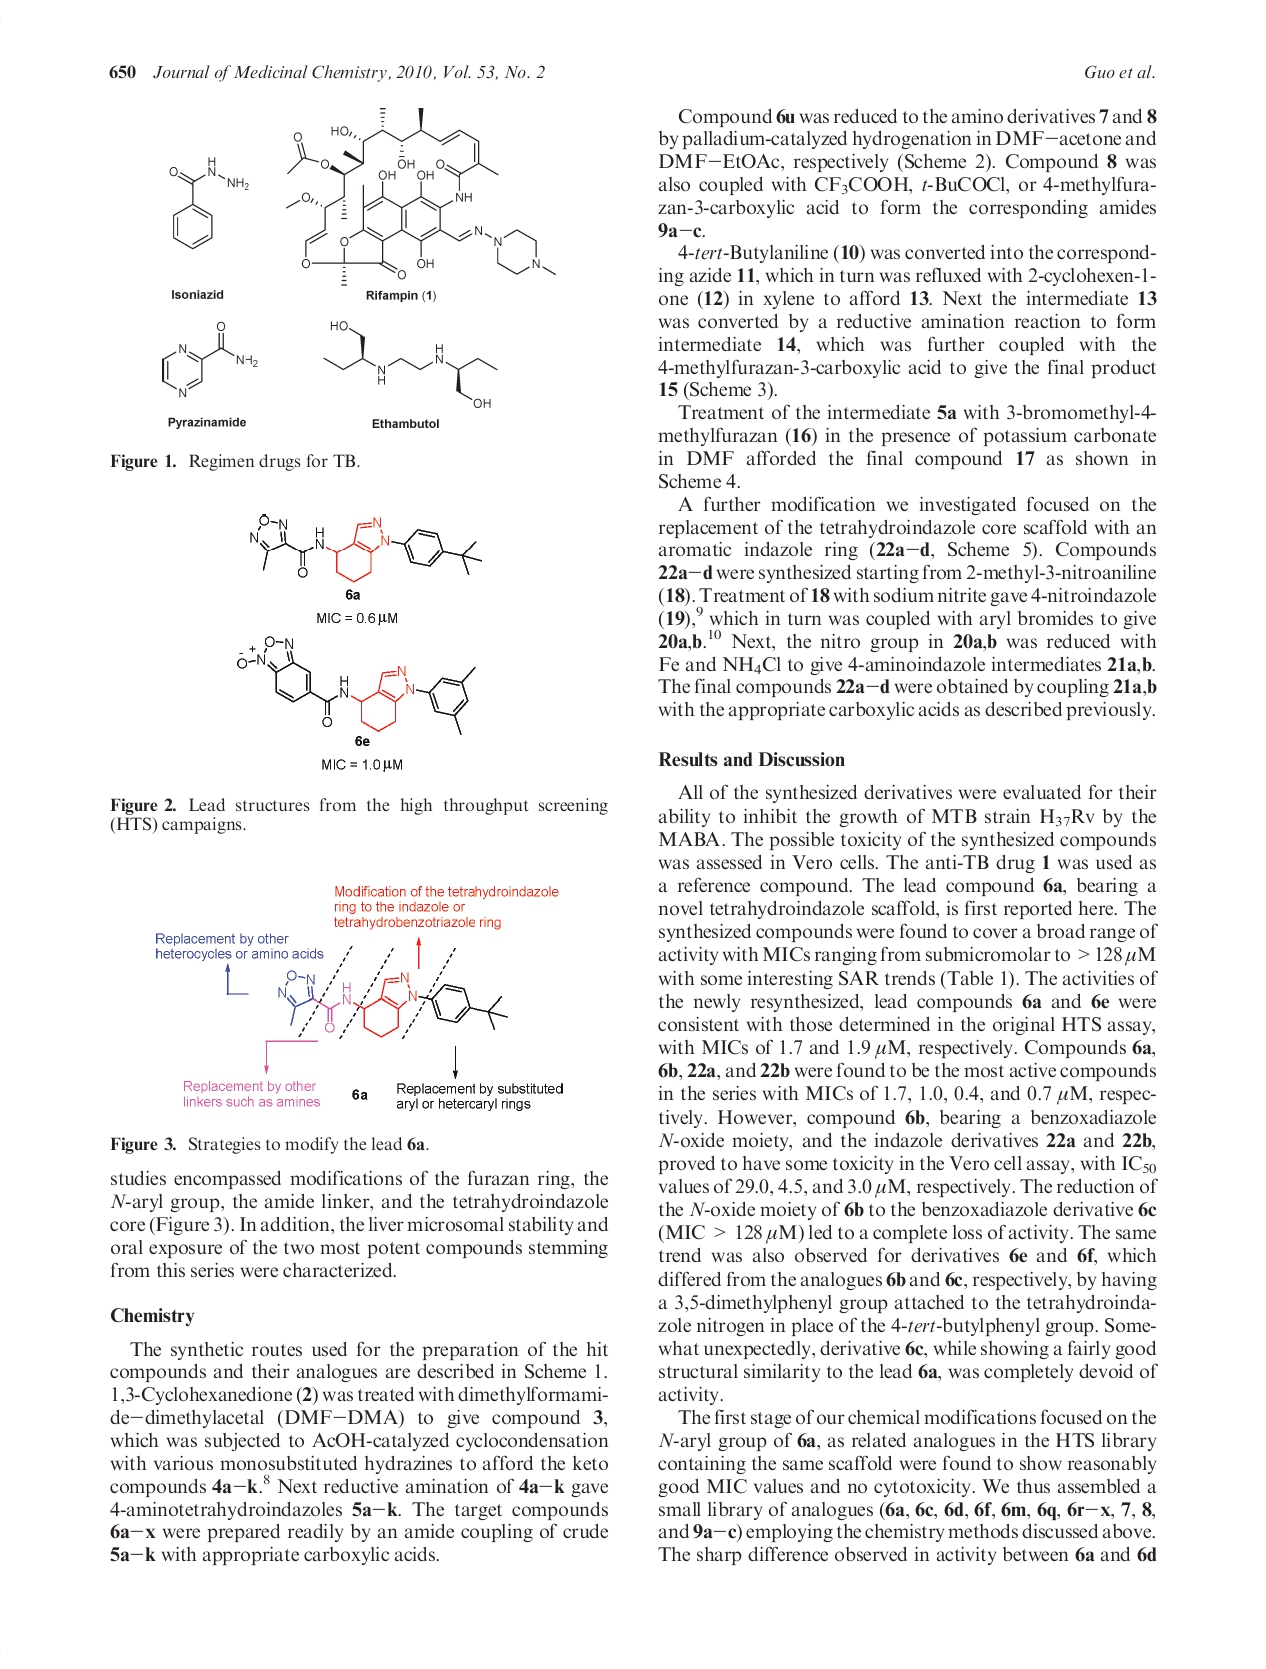 650 Journal of Medicinal Chemistry, 2010, Vol. 53, No. 2
Guo et al.
O
H
N
NH2
Isoniazid
O
O
HO
OH
O
OH
OH
O
NH
O
O
N
N
N
OH
O
Rifampin (1)
N
N
O
NH2
Pyrazinamide
HO
N
H
H
N
OH
Ethambutol
Figure 1. Regimen drugs for TB.
O
N
N
H
N
O
N
N
6a
MIC = 0.6 μM
O
N
- +
O
N
H
N
O
N
N
6e
MIC = 1.0 μM
Figure 2. Lead structures from the high throughput screening
(HTS) campaigns.
Modification of the tetrahydroindazole
ring to the indazole or
tetrahydrobenzotriazole ring
Replacement by other
heterocycles or amino acids
O
N
N
H
N
O
N
N
Replacement by other
linkers such as amines
6a
Replacement by substituted
aryl or hetercaryl rings
Figure 3. Strategies to modify the lead 6a.
studies encompassed modifications of the furazan ring, the
N-aryl group, the amide linker, and the tetrahydroindazole
core (Figure 3). In addition, the liver microsomal stability and
oral exposure of the two most potent compounds stemming
from this series were characterized.
Chemistry
The synthetic routes used for the preparation of the hit
compounds and their analogues are described in Scheme 1.
1,3-Cyclohexanedione (2) was treated with dimethylformami-
de−dimethylacetal (DMF−DMA) to give compound 3,
which was subjected to AcOH-catalyzed cyclocondensation
with various monosubstituted hydrazines to afford the keto
compounds 4a−k.8 Next reductive amination of 4a−k gave
4-aminotetrahydroindazoles 5a−k. The target compounds
6a−x were prepared readily by an amide coupling of crude
5a−k with appropriate carboxylic acids.
Compound 6u was reduced to the amino derivatives 7 and 8
by palladium-catalyzed hydrogenation in DMF−acetone and
DMF−EtOAc, respectively (Scheme 2). Compound 8 was
also coupled with CF3COOH, t-BuCOCl, or 4-methylfura-
zan-3-carboxylic acid to form the corresponding amides
9a−c.
4-tert-Butylaniline (10) was converted into the correspond-
ing azide 11, which in turn was refluxed with 2-cyclohexen-1-
one (12) in xylene to afford 13. Next the intermediate 13
was converted by a reductive amination reaction to form
intermediate 14, which was further coupled with the
4-methylfurazan-3-carboxylic acid to give the final product
15 (Scheme 3).
Treatment of the intermediate 5a with 3-bromomethyl-4-
methylfurazan (16) in the presence of potassium carbonate
in DMF afforded the final compound 17 as shown in
Scheme 4.
A further modification we investigated focused on the
replacement of the tetrahydroindazole core scaffold with an
aromatic indazole ring (22a−d, Scheme 5). Compounds
22a−d were synthesized starting from 2-methyl-3-nitroaniline
(18). Treatment of 18 with sodium nitrite gave 4-nitroindazole
(19),9 which in turn was coupled with aryl bromides to give
20a,b.10 Next, the nitro group in 20a,b was reduced with
Fe and NH4Cl to give 4-aminoindazole intermediates 21a,b.
The final compounds 22a−d were obtained by coupling 21a,b
with the appropriate carboxylic acids as described previously.
Results and Discussion
All of the synthesized derivatives were evaluated for their
ability to inhibit the growth of MTB strain H37Rv by the
MABA. The possible toxicity of the synthesized compounds
was assessed in Vero cells. The anti-TB drug 1 was used as
a reference compound. The lead compound 6a, bearing a
novel tetrahydroindazole scaffold, is first reported here. The
synthesized compounds were found to cover a broad range of
activity with MICs ranging from submicromolar to > 128 μM
with some interesting SAR trends (Table 1). The activities of
the newly resynthesized, lead compounds 6a and 6e were
consistent with those determined in the original HTS assay,
with MICs of 1.7 and 1.9 μM, respectively. Compounds 6a,
6b, 22a, and 22b were found to be the most active compounds
in the series with MICs of 1.7, 1.0, 0.4, and 0.7 μM, respec-
tively. However, compound 6b, bearing a benzoxadiazole
N-oxide moiety, and the indazole derivatives 22a and 22b,
proved to have some toxicity in the Vero cell assay, with IC50
values of 29.0, 4.5, and 3.0 μM, respectively. The reduction of
the N-oxide moiety of 6b to the benzoxadiazole derivative 6c
(MIC > 128 μM) led to a complete loss of activity. The same
trend was also observed for derivatives 6e and 6f, which
differed from the analogues 6b and 6c, respectively, by having
a 3,5-dimethylphenyl group attached to the tetrahydroinda-
zole nitrogen in place of the 4-tert-butylphenyl group. Some-
what unexpectedly, derivative 6c, while showing a fairly good
structural similarity to the lead 6a, was completely devoid of
activity.
The first stage of our chemical modifications focused on the
N-aryl group of 6a, as related analogues in the HTS library
containing the same scaffold were found to show reasonably
good MIC values and no cytotoxicity. We thus assembled a
small library of analogues (6a, 6c, 6d, 6f, 6m, 6q, 6r−x, 7, 8,
and 9a−c) employing the chemistry methods discussed above.
The sharp difference observed in activity between 6a and 6d